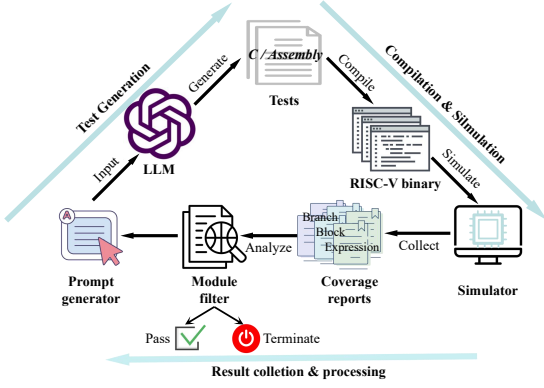 C / Assembly
Tests
Generate
Compile
Test Generation
Compilation & Silmulation
LLM
RISC-V binary
Input
Simulate
A
Branch
Block
Expression
Analyze
Collect
Prompt
generator
Module
filter
Coverage
reports
Simulator
Pass
Terminate
Result colletion & processing